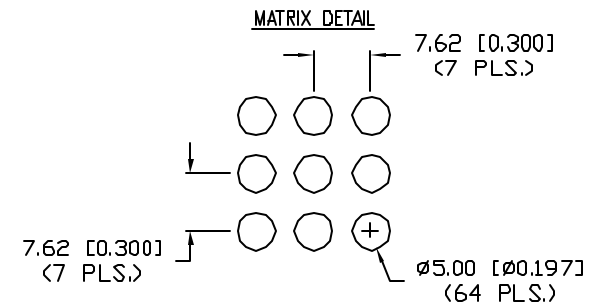 MATRIX DETAIL
7.62 [0.300]
(7 PLS.)
7.62 [0.300]
(7 PLS.)
Ø5.00 [Ø0.197]
(64 PLS.)